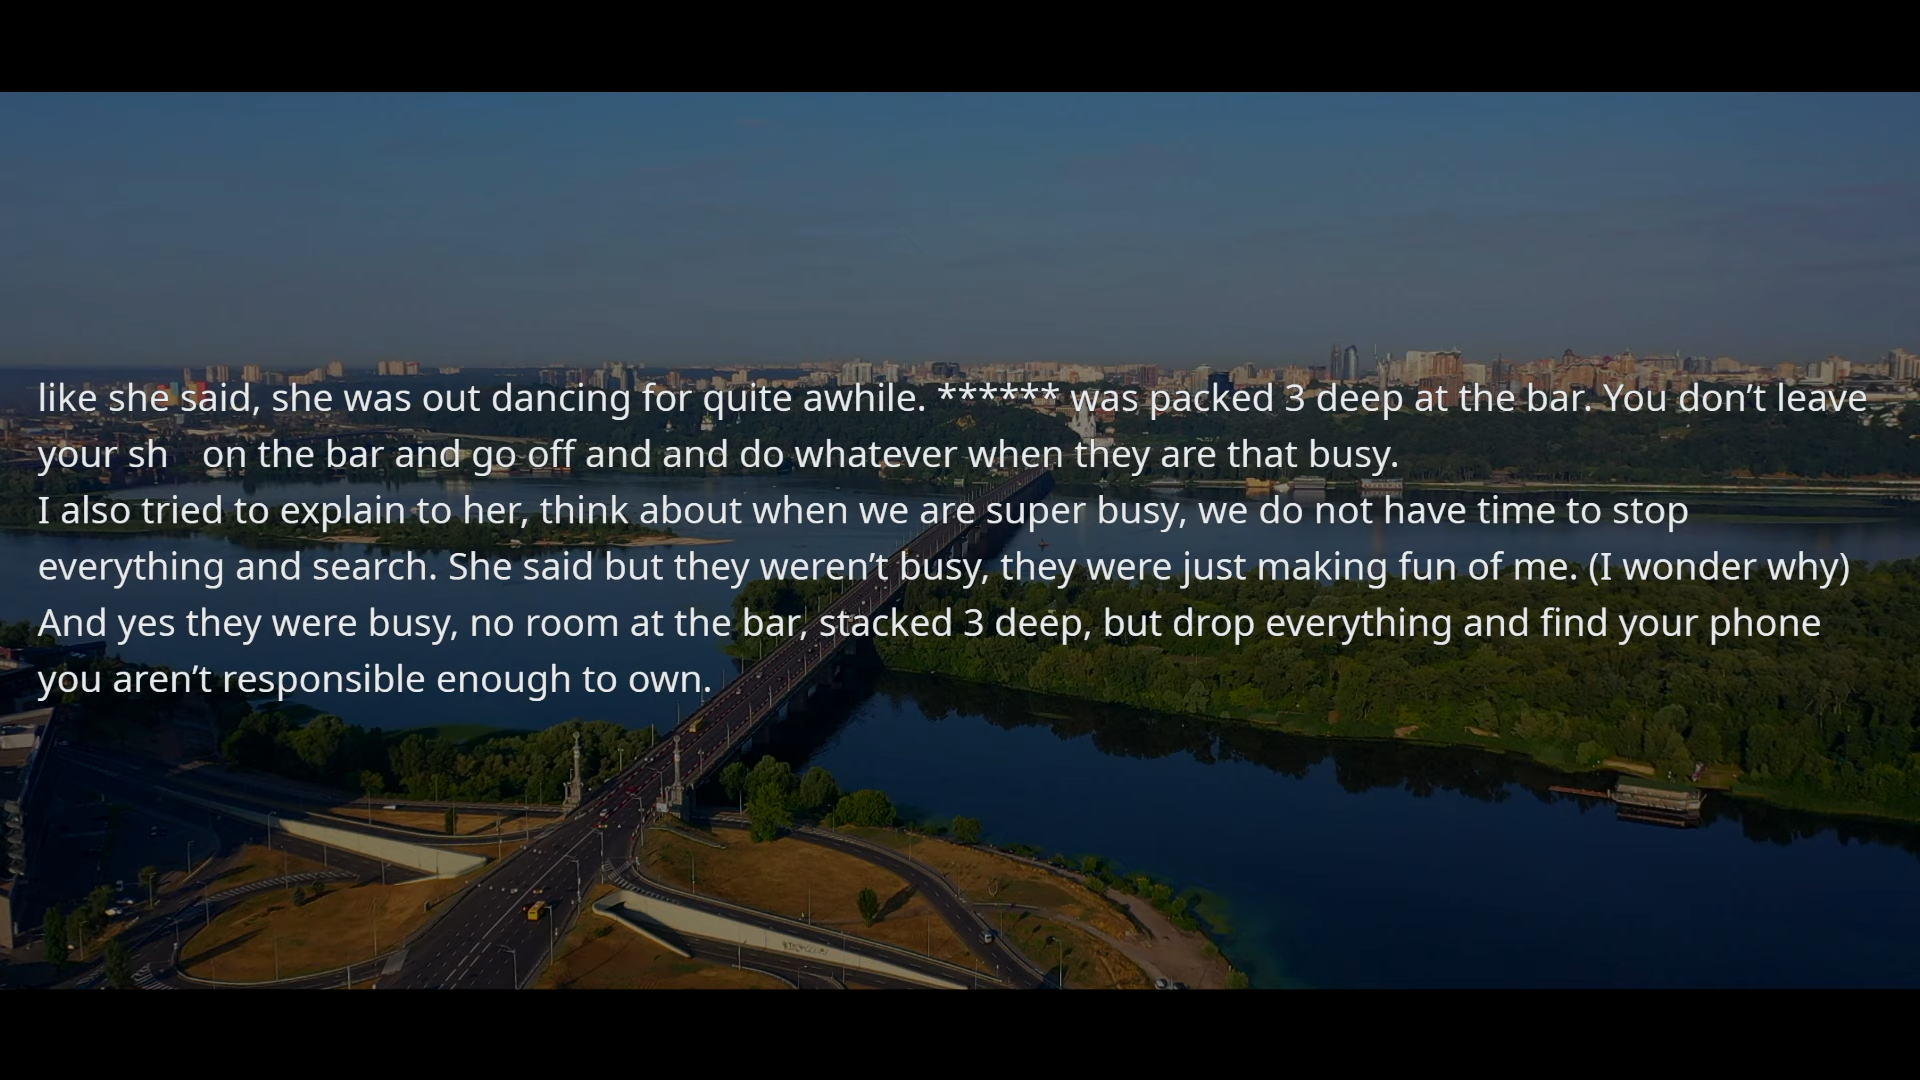 like she said, she was out dancing for quite awhile. ****** was packed 3 deep at the bar. You don’t leave
your sh on the bar and go off and and do whatever when they are that busy.
I also tried to explain to her, think about when we are super busy, we do not have time to stop
everything and search. She said but they weren’t busy, they were just making fun of me. (I wonder why)
And yes they were busy, no room at the bar, stacked 3 deep, but drop everything and find your phone
you aren’t responsible enough to own.